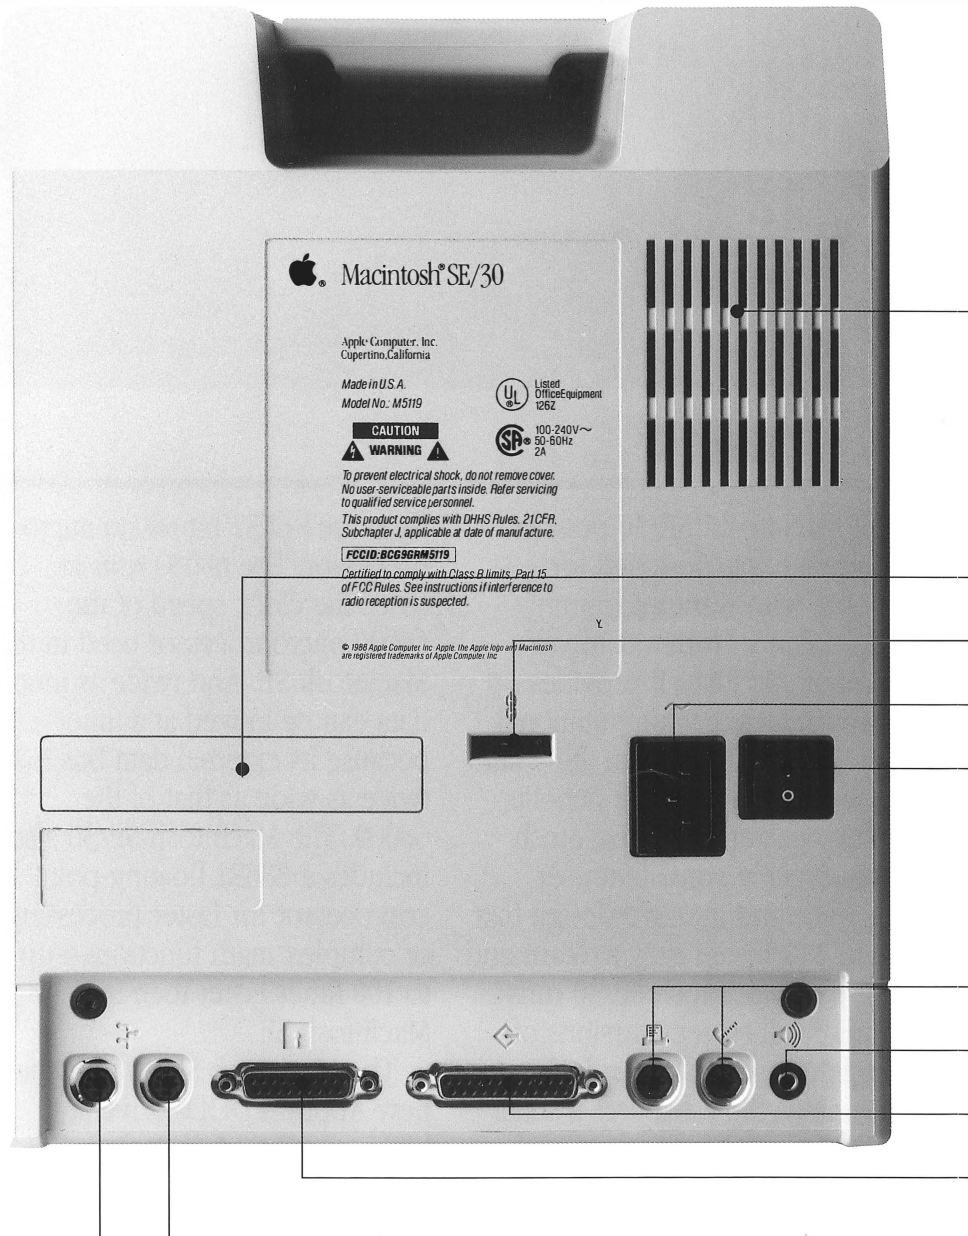 Macintosh® SE/30
Apple Computer, Inc.
Cupertino, California
Made in U.S.A.
Model No.: M5119
UL® Listed
Office Equipment
126Z
CAUTION
WARNING
SA® 100-240V~
50-60Hz
2A
To prevent electrical shock, do not remove cover.
No user-serviceable parts inside. Refer servicing
to qualified service personnel.
This product complies with DHHS Rules, 21CFR,
Subchapter J, applicable at date of manufacture.
FCCID:BCG9GRM5119
Certified to comply with Class B limits, Part 15
of FCC Rules. See instructions if interference to
radio reception is suspected.
Y.
© 1988 Apple Computer Inc Apple, the Apple logo and Macintosh
are registered trademarks of Apple Computer, Inc